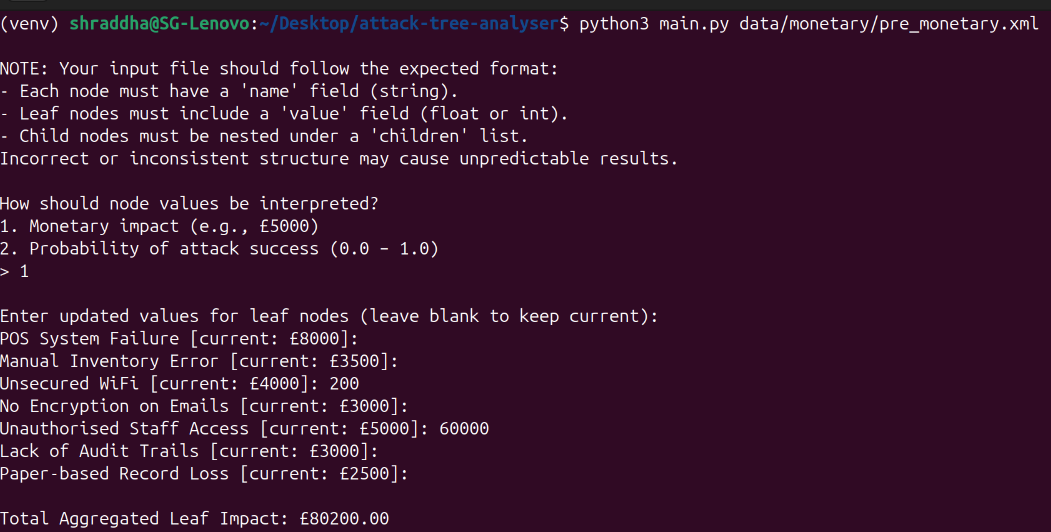 (venv) shraddha@SG-Lenovo:~/Desktop/attack-tree-analyser$ python3 main.py data/monetary/pre_monetary.xml
NOTE: Your input file should follow the expected format:
- Each node must have a 'name' field (string).
- Leaf nodes must include a 'value' field (float or int).
- Child nodes must be nested under a 'children' list.
Incorrect or inconsistent structure may cause unpredictable results.
How should node values be interpreted?
1. Monetary impact (e.g., £5000)
2. Probability of attack success (0.0 – 1.0)
> 1
Enter updated values for leaf nodes (leave blank to keep current):
POS System Failure [current: £8000]:
Manual Inventory Error [current: £3500]:
Unsecured WiFi [current: £4000]: 200
No Encryption on Emails [current: £3000]:
Unauthorised Staff Access [current: £5000]: 60000
Lack of Audit Trails [current: £3000]:
Paper-based Record Loss [current: £2500]:
Total Aggregated Leaf Impact: £80200.00